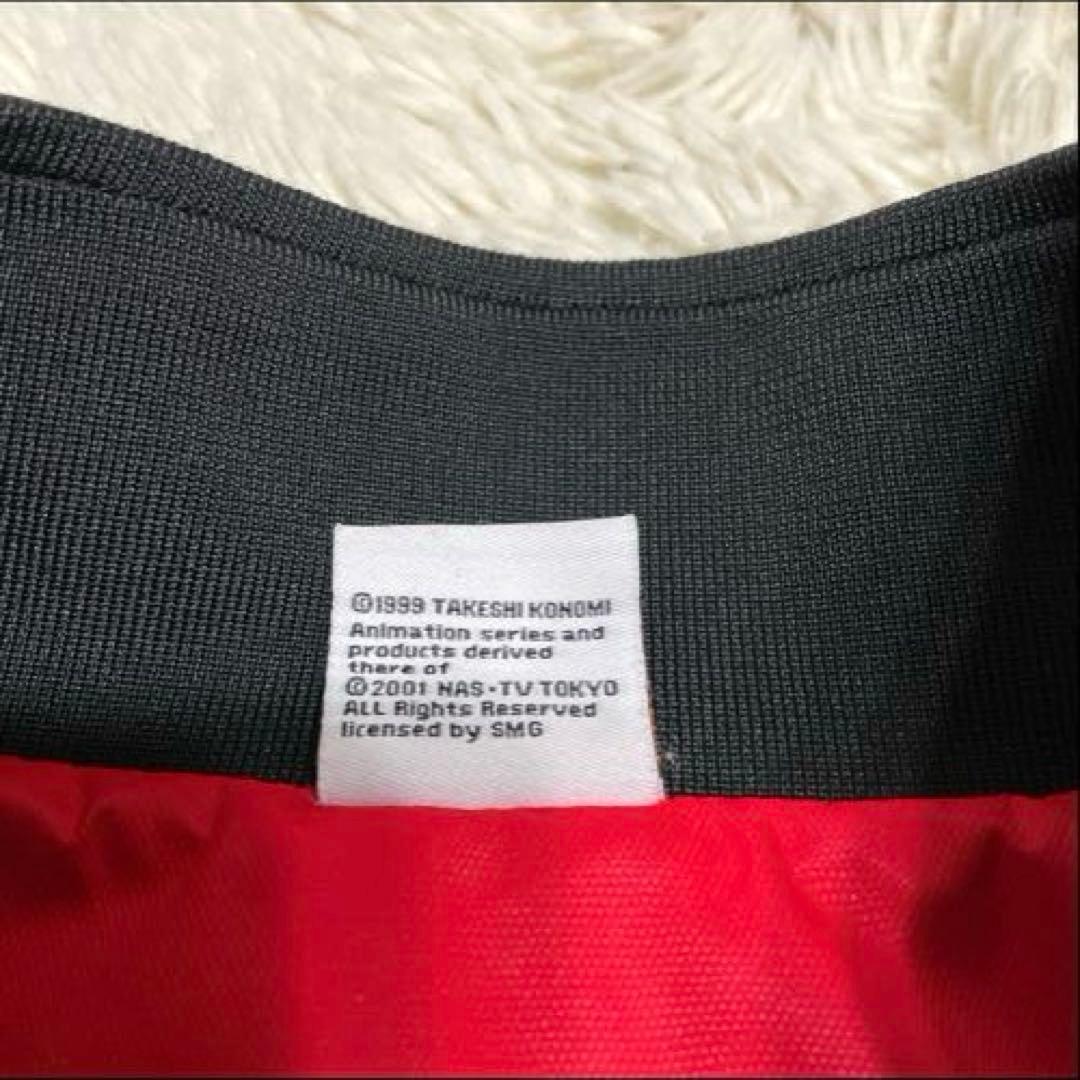 ©1999 TAKESHI KONOMI
Animation series and
products derived
there of
©2001 NAS・TV TOKYO
ALL Rights Reserved
licensed by SMG